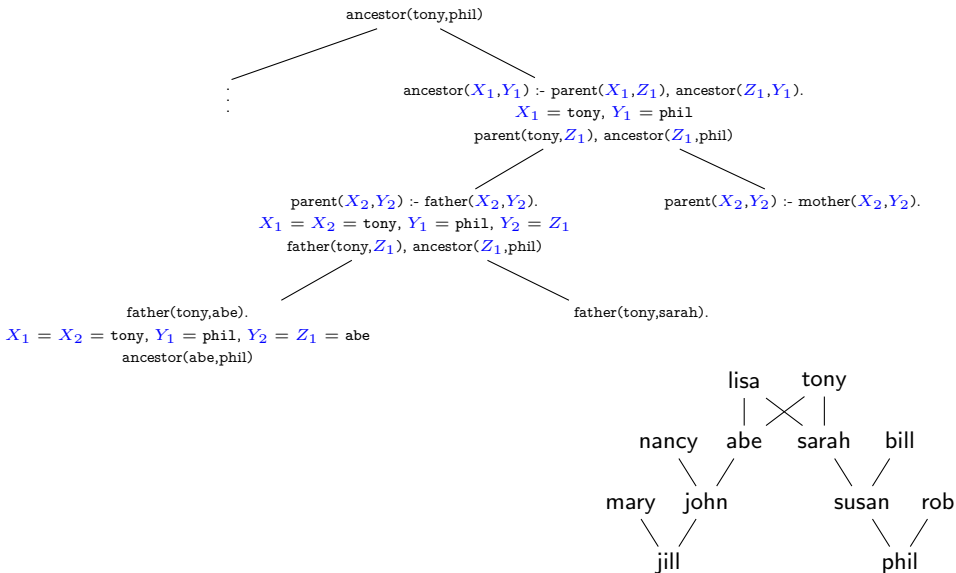 ancestor(tony,phil)
ancestor(X₁,Y₁) :- parent(X₁,Z₁), ancestor(Z₁,Y₁).
X₁ = tony, Y₁ = phil
parent(tony,Z₁), ancestor(Z₁,phil)
parent(X₂,Y₂) :- father(X₂,Y₂).
X₁ = X₂ = tony, Y₁ = phil, Y₂ = Z₁
father(tony,Z₁), ancestor(Z₁,phil)
parent(X₂,Y₂) :- mother(X₂,Y₂).
father(tony,abe).
X₁ = X₂ = tony, Y₁ = phil, Y₂ = Z₁ = abe
ancestor(abe,phil)
father(tony,sarah).
lisa tony
nancy abe sarah bill
mary john susan rob
jill phil